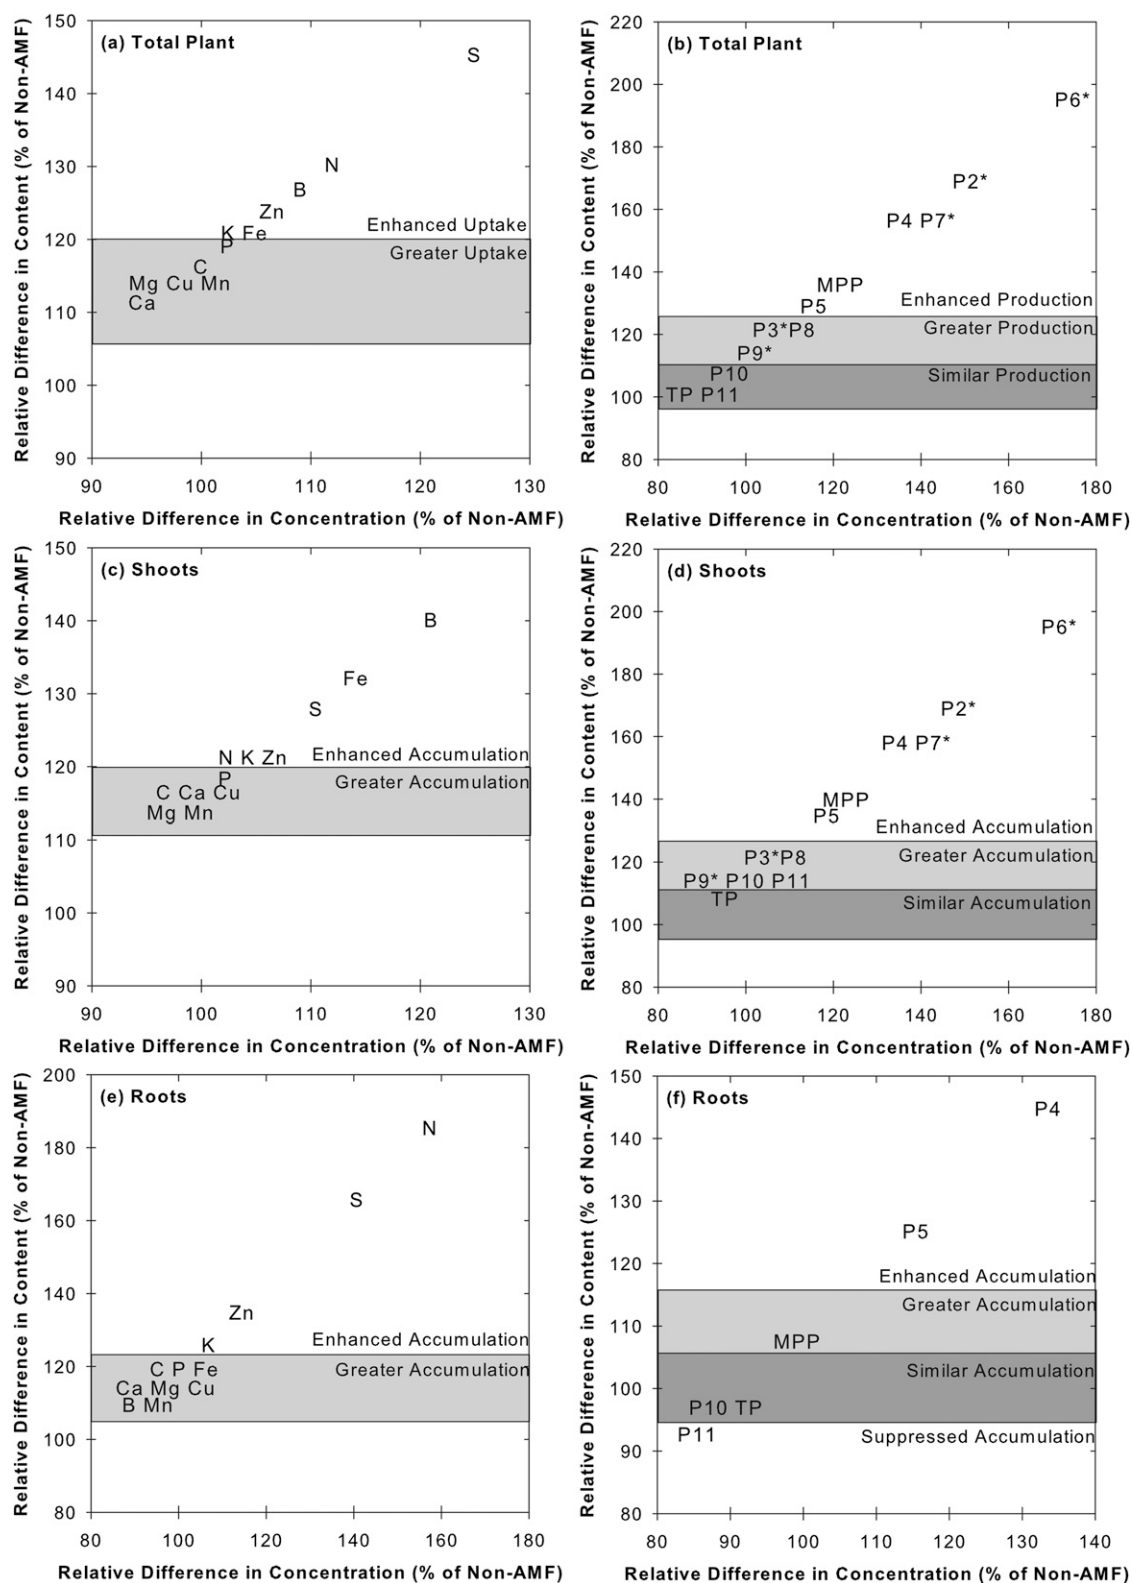 (a) Total Plant
Relative Difference in Content (% of Non-AMF)
150
140
130
120
110
100
90
S
N
B
Zn
K Fe
P
C
Mg Cu Mn
Ca
Enhanced Uptake
Greater Uptake
90 100 110 120 130
Relative Difference in Concentration (% of Non-AMF)
(b) Total Plant
Relative Difference in Content (% of Non-AMF)
220
200
180
160
140
120
100
80
P6*
P2*
P4 P7*
MPP
P5
Enhanced Production
P3*P8
Greater Production
P9*
P10
Similar Production
TP P11
80 100 120 140 160 180
Relative Difference in Concentration (% of Non-AMF)
(c) Shoots
Relative Difference in Content (% of Non-AMF)
150
140
130
120
110
100
90
B
Fe
S
N K Zn
Enhanced Accumulation
P
Greater Accumulation
C Ca Cu
Mg Mn
90 100 110 120 130
Relative Difference in Concentration (% of Non-AMF)
(d) Shoots
Relative Difference in Content (% of Non-AMF)
220
200
180
160
140
120
100
80
P6*
P2*
P4 P7*
MPP
P5
Enhanced Accumulation
P3*P8
Greater Accumulation
P9* P10 P11
TP
Similar Accumulation
80 100 120 140 160 180
Relative Difference in Concentration (% of Non-AMF)
(e) Roots
Relative Difference in Content (% of Non-AMF)
200
180
160
140
120
100
80
N
S
Zn
K
Enhanced Accumulation
C P Fe
Greater Accumulation
Ca Mg Cu
B Mn
80 100 120 140 160 180
Relative Difference in Concentration (% of Non-AMF)
(f) Roots
Relative Difference in Content (% of Non-AMF)
150
140
130
120
110
100
90
80
P4
P5
Enhanced Accumulation
Greater Accumulation
MPP
Similar Accumulation
P10 TP
P11
Suppressed Accumulation
80 90 100 110 120 130 140
Relative Difference in Concentration (% of Non-AMF)